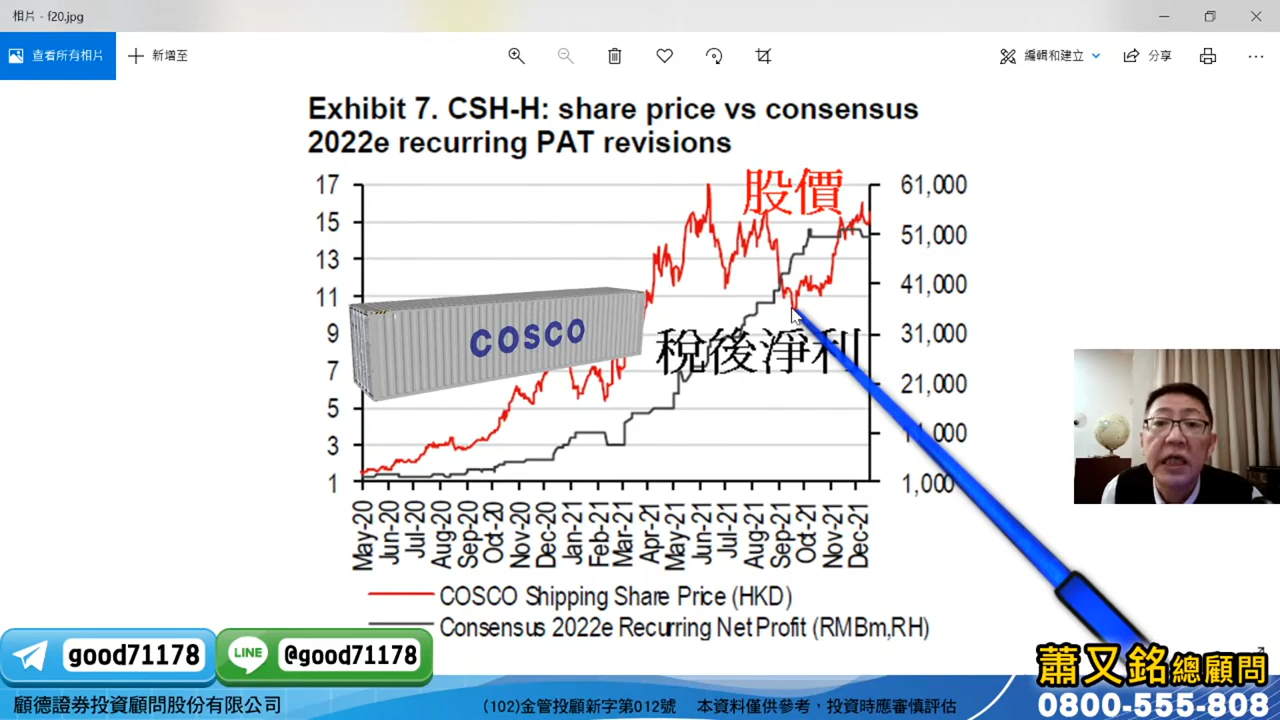 相片 - f20.jpg
查看所有相片
新增至
編輯和建立
分享
Exhibit 7. CSH-H: share price vs consensus
2022e recurring PAT revisions
股價
17
15
13
11
9
7
5
3
1
61,000
51,000
41,000
31,000
21,000
1,000
COSCO
稅後淨利
May-20
Jun-20
Jul-20
Aug-20
Sep-20
Oct-20
Nov-20
Dec-20
Jan-21
Feb-21
Mar-21
Apr-21
May-21
Jun-21
Jul-21
Aug-21
Sep-21
Oct-21
Nov-21
Dec-21
COSCO Shipping Share Price (HKD)
Consensus 2022e Recurring Net Profit (RMBm,RH)
good71178
LINE
@good71178
蕭又銘總顧問
0800-555-808
顧德證券投資顧問股份有限公司
(102)金管投顧新字第012號
本資料僅供參考，投資時應審慎評估